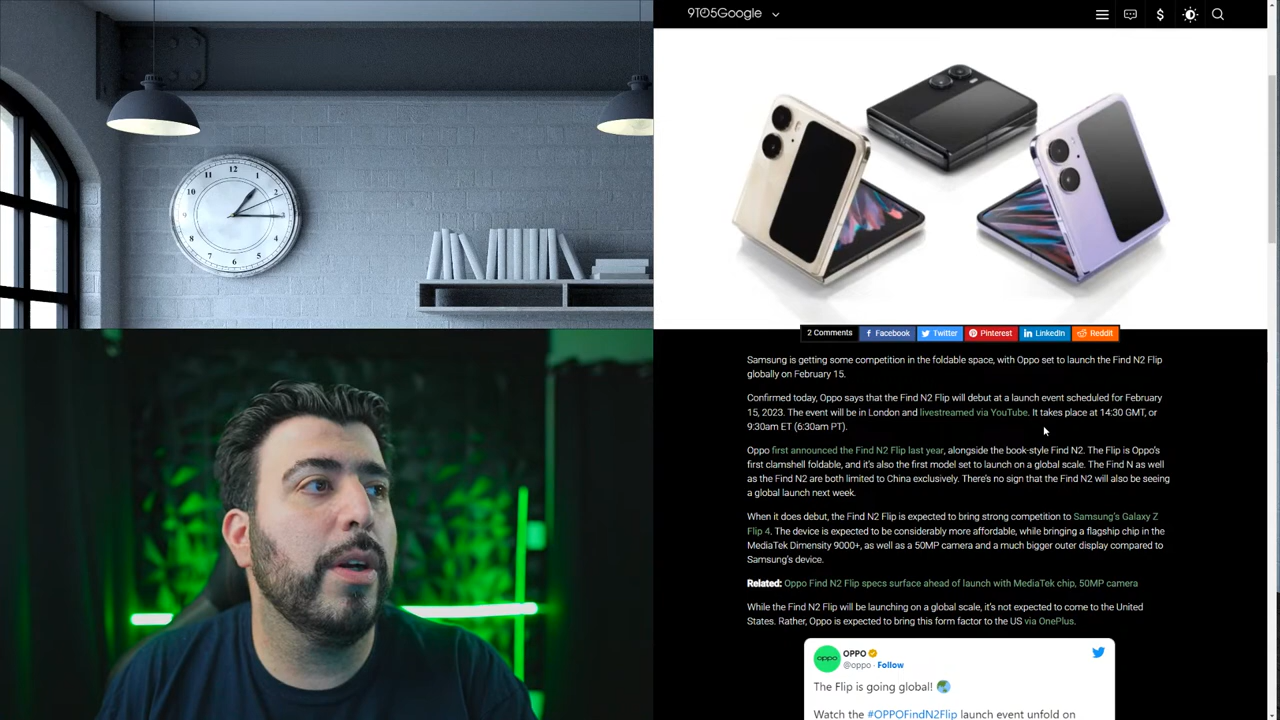 9TO5Google
12
11
1
10
2
9
3
8
4
7
5
6
2 Comments
Facebook
Twitter
Pinterest
LinkedIn
Reddit
Samsung is getting some competition in the foldable space, with Oppo set to launch the Find N2 Flip
globally on February 15.
Confirmed today, Oppo says that the Find N2 Flip will debut at a launch event scheduled for February
15, 2023. The event will be in London and livestreamed via YouTube. It takes place at 14:30 GMT, or
9:30am ET (6:30am PT).
Oppo first announced the Find N2 Flip last year, alongside the book-style Find N2. The Flip is Oppo's
first clamshell foldable, and it's also the first model set to launch on a global scale. The Find N as well
as the Find N2 are both limited to China exclusively. There's no sign that the Find N2 will also be seeing
a global launch next week.
When it does debut, the Find N2 Flip is expected to bring strong competition to Samsung's Galaxy Z
Flip 4. The device is expected to be considerably more affordable, while bringing a flagship chip in the
MediaTek Dimensity 9000+, as well as a 50MP camera and a much bigger outer display compared to
Samsung's device.
Related: Oppo Find N2 Flip specs surface ahead of launch with MediaTek chip, 50MP camera
While the Find N2 Flip will be launching on a global scale, it's not expected to come to the United
States. Rather, Oppo is expected to bring this form factor to the US via OnePlus.
oppo
OPPO
@oppo · Follow
The Flip is going global!
Watch the #OPPOFindN2Flip launch event unfold on